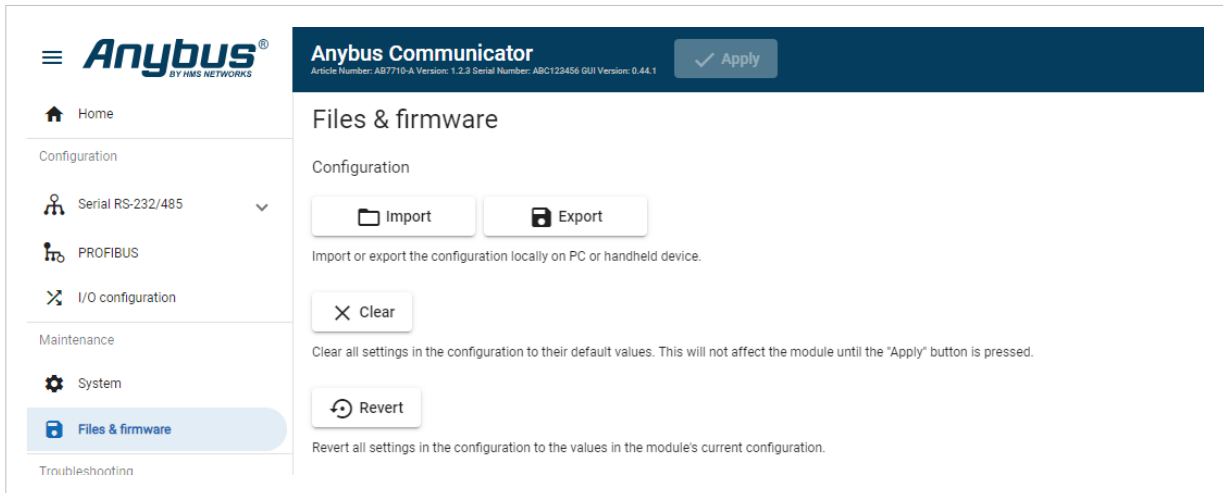 Anybus®
BY HMS NETWORKS
Anybus Communicator
Article Number: AB7710-A Version: 1.2.3 Serial Number: ABC123456 GUI Version: 0.44.1
Apply
Home
Configuration
Serial RS-232/485
PROFIBUS
I/O configuration
Maintenance
System
Files & firmware
Troubleshooting
Files & firmware
Configuration
Import
Export
Import or export the configuration locally on PC or handheld device.
Clear
Clear all settings in the configuration to their default values. This will not affect the module until the "Apply" button is pressed.
Revert
Revert all settings in the configuration to the values in the module's current configuration.